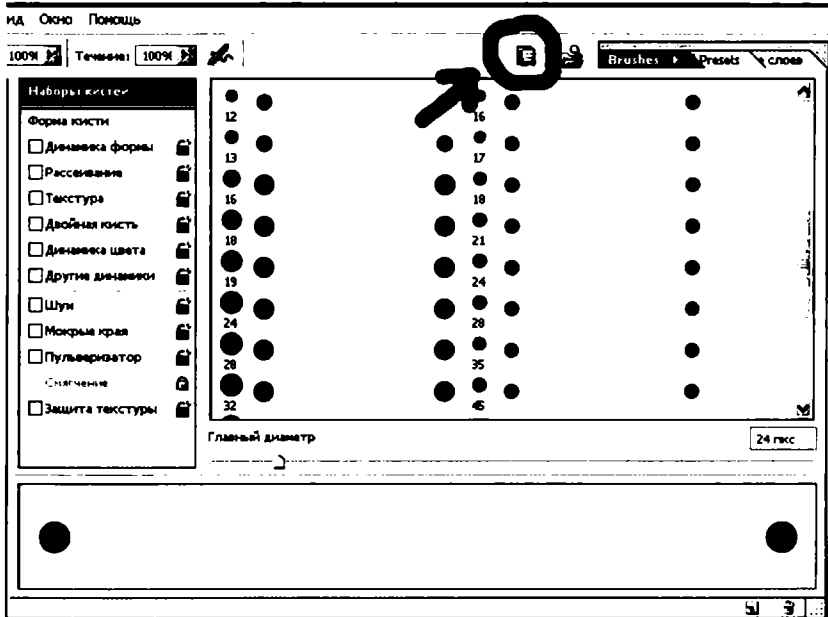 ид Окно Помощь
100% Течение: 100%
Brushes Presets слоев
Наборы кистей
Форма кисти
Динамика формы
Рассеивание
Текстура
Двойная кисть
Динамика цвета
Другие динамики
Шум
Мокрые края
Пульверизатор
Смягчение
Защита текстуры
12 16
13 17
16 18
18 21
19 24
24 28
28 35
32 45
Главный диаметр 24 пкс